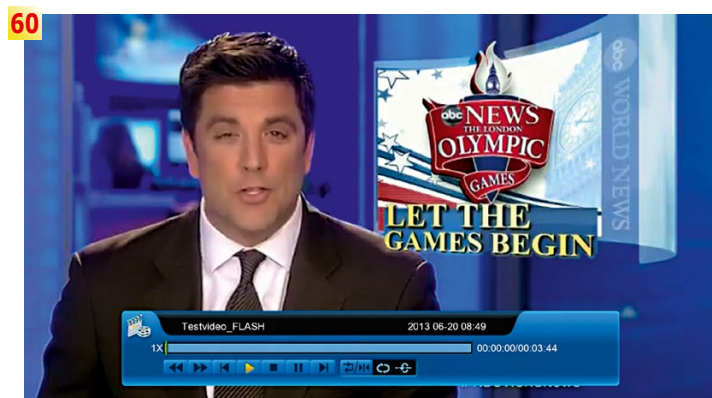 60
abc NEWS
THE LONDON
OLYMPIC
GAMES
LET THE
GAMES BEGIN
abc WORLD NEWS
Testvideo_FLASH 2013 06-20 08:49
1X 00:00:00/00:03:44